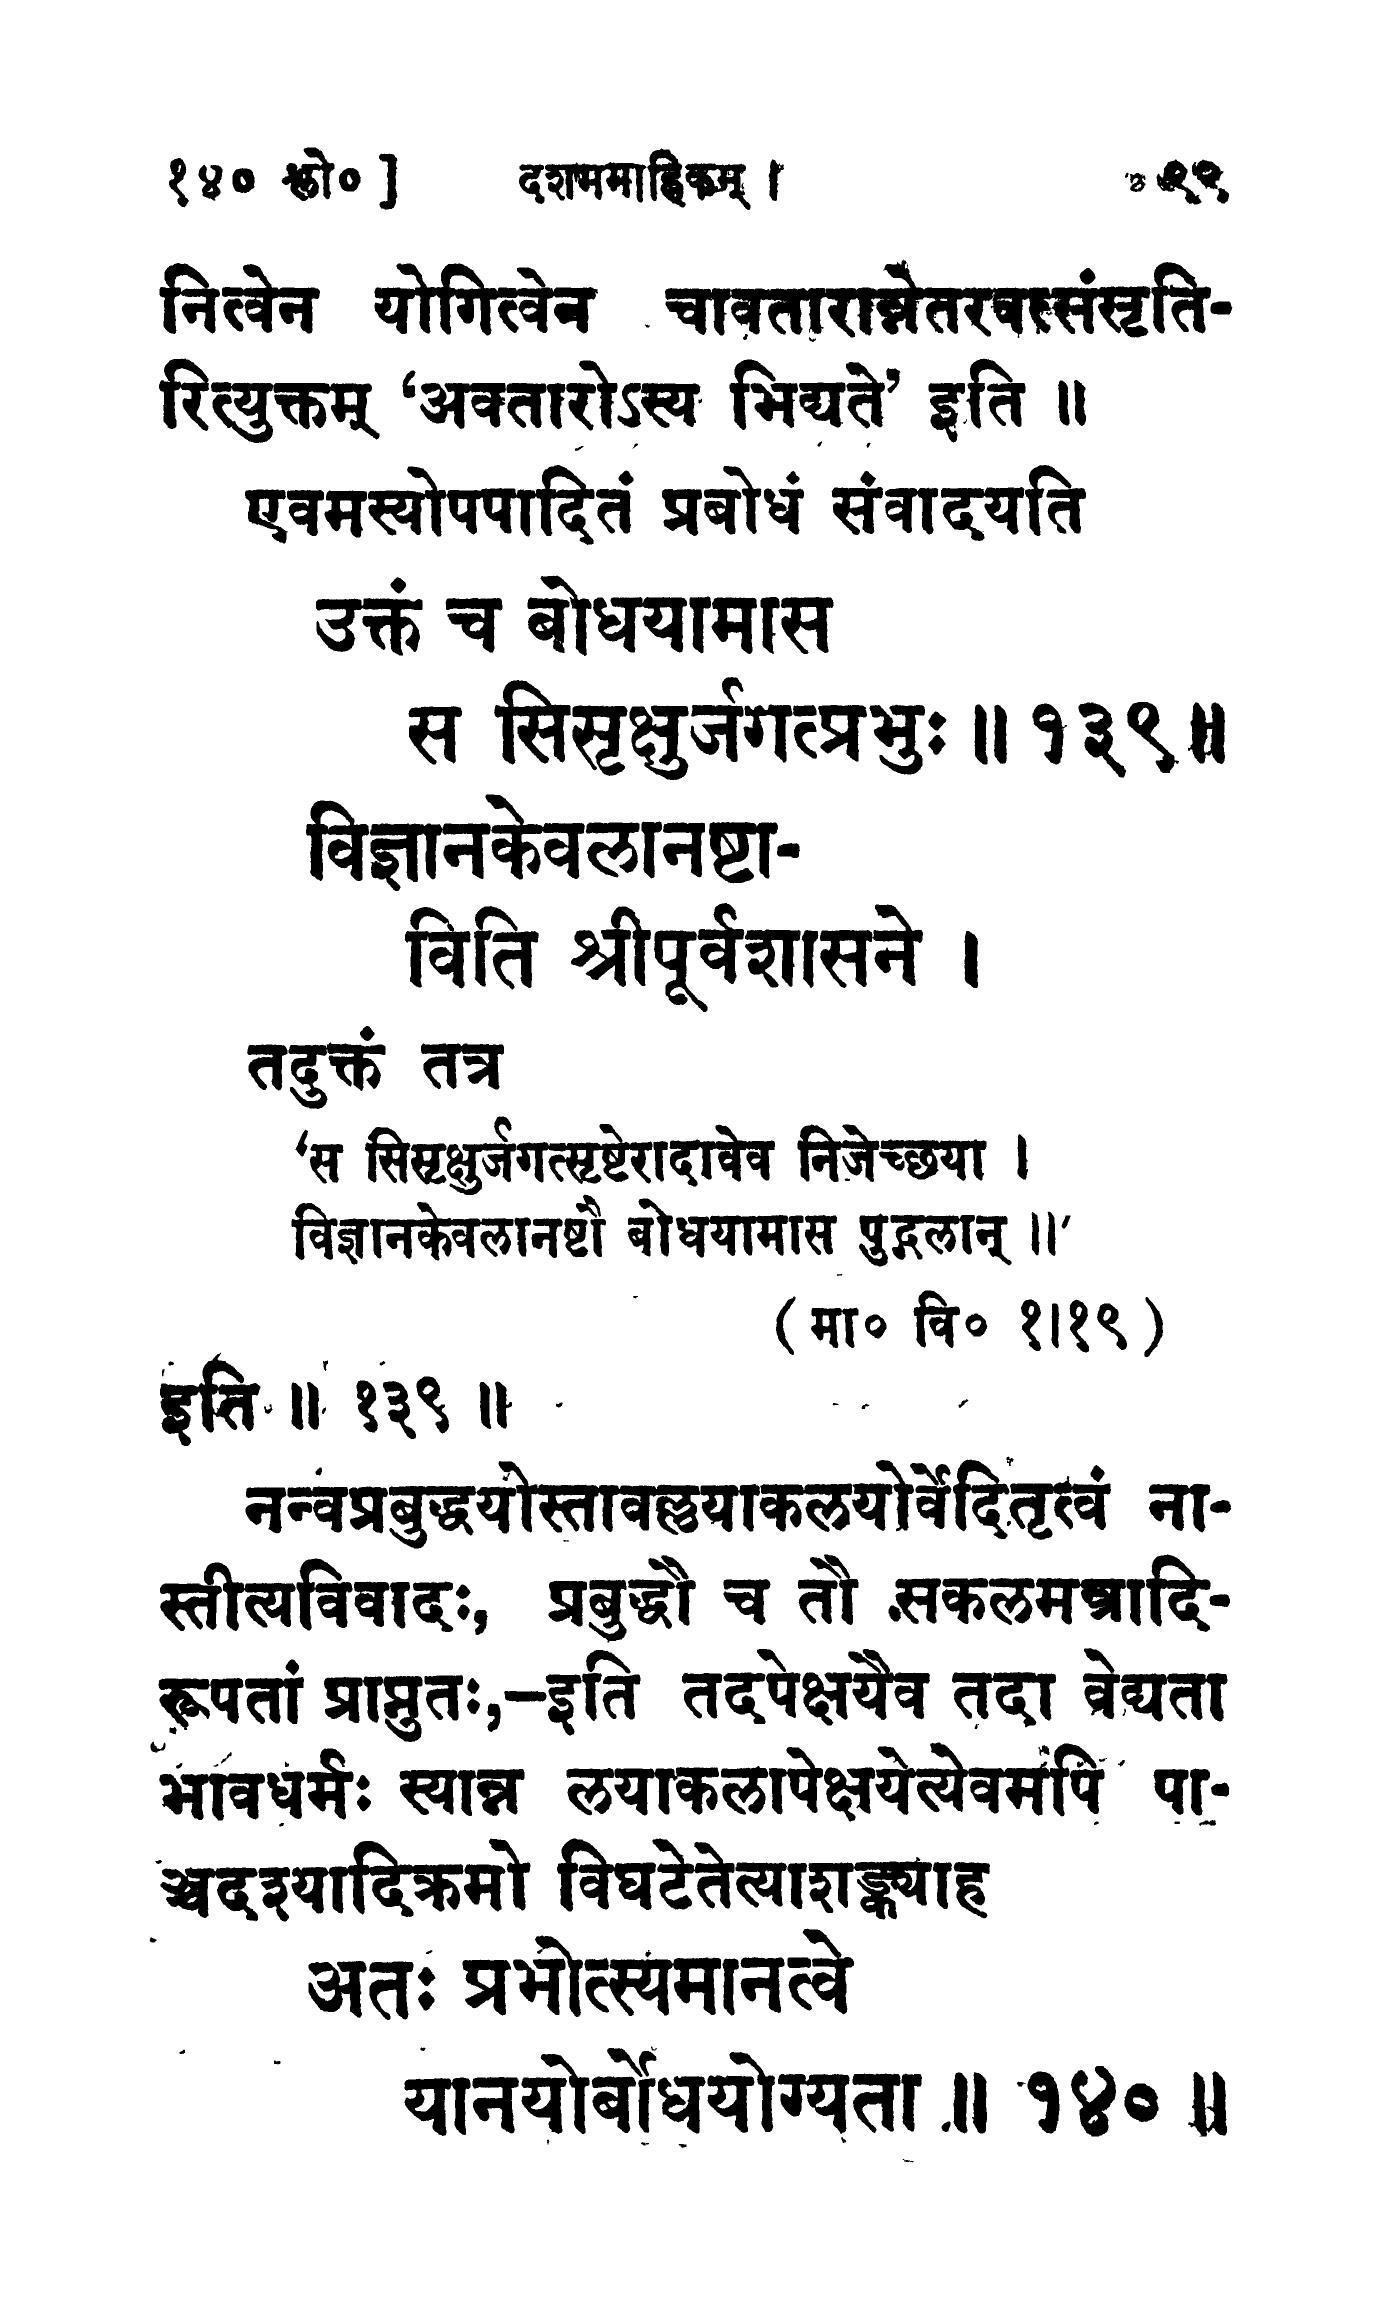 १४० श्लो० ] दशममाह्निकम् । ९९
नित्वेन योगित्वेन चावतारान्नेतरवत्संसृति-
रित्युक्तम् ‘अवतारोऽस्य भिद्यते’ इति ॥
एवमस्योपपादितं प्रबोधं संवादयति
उक्तं च बोधयामास
स सिसृक्षुर्जगत्प्रभुः ॥ १३९ ॥
विज्ञानकेवलानष्टा-
विति श्रीपूर्वशासने ।
तदुक्तं तत्र
‘स सिसृक्षुर्जगत्सृष्टेरादावेव निजेच्छया ।
विज्ञानकेवलानष्टौ बोधयामास पुद्गलान् ॥’
( मा० वि० १।१९ )
इति ॥ १३९ ॥
नन्वप्रबुद्धयोस्तावल्लयाकलयोर्वेदितृत्वं ना-
स्तीत्यविवादः, प्रबुद्धौ च तौ सकलमन्त्रादि-
रूपतां प्राप्नुतः,—इति तदपेक्षयैव तदा वेद्यता
भावधर्मः स्यान्न लयाकलापेक्षयेत्येवमपि पा-
ञ्चदश्यादिक्रमो विघटेतेत्याशङ्क्याह
अतः प्रभोत्स्यमानत्वे
यानयोर्बोधयोग्यता ॥ १४० ॥